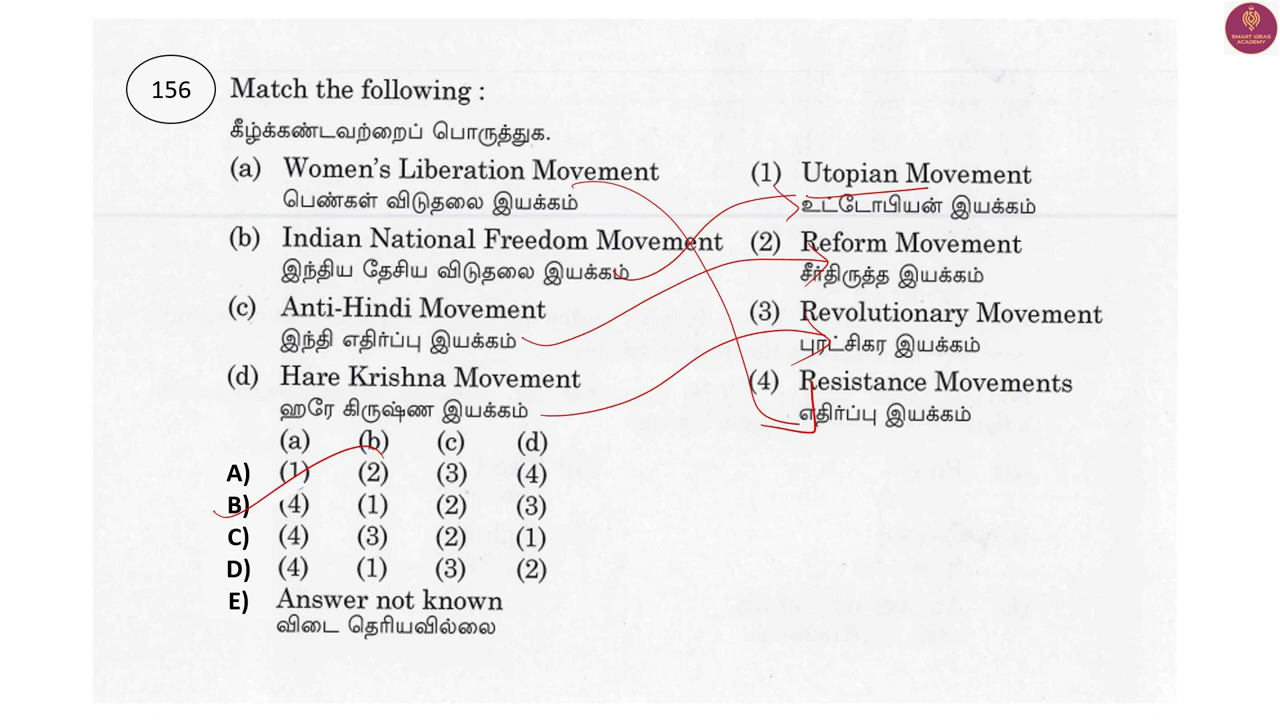 SMART IDEAS
ACADEMY
156
Match the following :
கீழ்க்கண்டவற்றைப் பொருத்துக.
(a) Women's Liberation Movement (1) Utopian Movement
பெண்கள் விடுதலை இயக்கம் உட்டோபியன் இயக்கம்
(b) Indian National Freedom Movement (2) Reform Movement
இந்திய தேசிய விடுதலை இயக்கம் சீர்திருத்த இயக்கம்
(c) Anti-Hindi Movement (3) Revolutionary Movement
இந்தி எதிர்ப்பு இயக்கம் புரட்சிகர இயக்கம்
(d) Hare Krishna Movement (4) Resistance Movements
ஹரே கிருஷ்ண இயக்கம் எதிர்ப்பு இயக்கம்
(a) (b) (c) (d)
A) (1) (2) (3) (4)
B) (4) (1) (2) (3)
C) (4) (3) (2) (1)
D) (4) (1) (3) (2)
E) Answer not known
விடை தெரியவில்லை